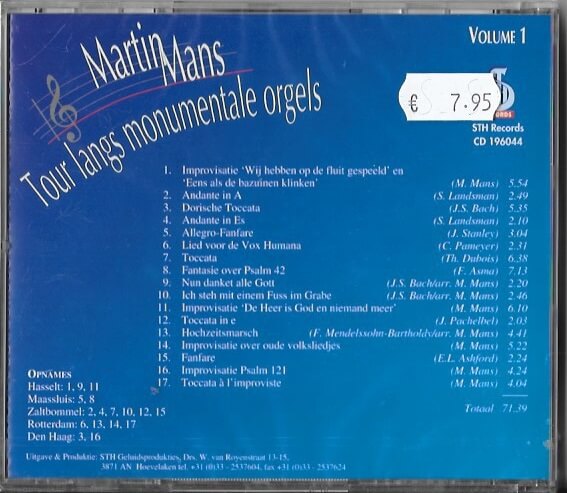 Martin Mans
Tour langs monumentale orgels
VOLUME 1
€ 7.95
STH Records
CD 196044
1. Improvisatie 'Wij hebben op de fluit gespeeld' en
'Eens als de bazuinen klinken' (M. Mans) 5.54
2. Andante in A (S. Landsman) 2.49
3. Dorische Toccata (J.S. Bach) 5.35
4. Andante in Es (S. Landsman) 2.10
5. Allegro-Fanfare (J. Stanley) 3.04
6. Lied voor de Vox Humana (C. Pameyer) 2.31
7. Toccata (Th. Dubois) 6.38
8. Fantasie over Psalm 42 (F. Asma) 7.13
9. Nun danket alle Gott (J.S. Bach/arr. M. Mans) 2.20
10. Ich steh mit einem Fuss im Grabe (J.S. Bach/arr. M. Mans) 2.46
11. Improvisatie 'De Heer is God en niemand meer' (M. Mans) 6.10
12. Toccata in e (J. Pachelbel) 2.03
13. Hochzeitsmarsch (F. Mendelssohn-Bartholdy/arr. M. Mans) 4.41
14. Improvisatie over oude volksliedjes (M. Mans) 5.22
15. Fanfare (E.L. Ashford) 2.24
16. Improvisatie Psalm 121 (M. Mans) 4.24
17. Toccata à l'improviste (M. Mans) 4.04
Totaal 71.39
OPNAMES
Hasselt: 1, 9, 11
Maassluis: 5, 8
Zaltbommel: 2, 4, 7, 10, 12, 15
Rotterdam: 6, 13, 14, 17
Den Haag: 3, 16
Uitgave & Produktie: STH Geluidsprodukties, Drs. W. van Royenstraat 13-15,
3871 AN Hoevelaken tel. +31 (0)33 - 2537604, fax +31 (0)33 - 2537624